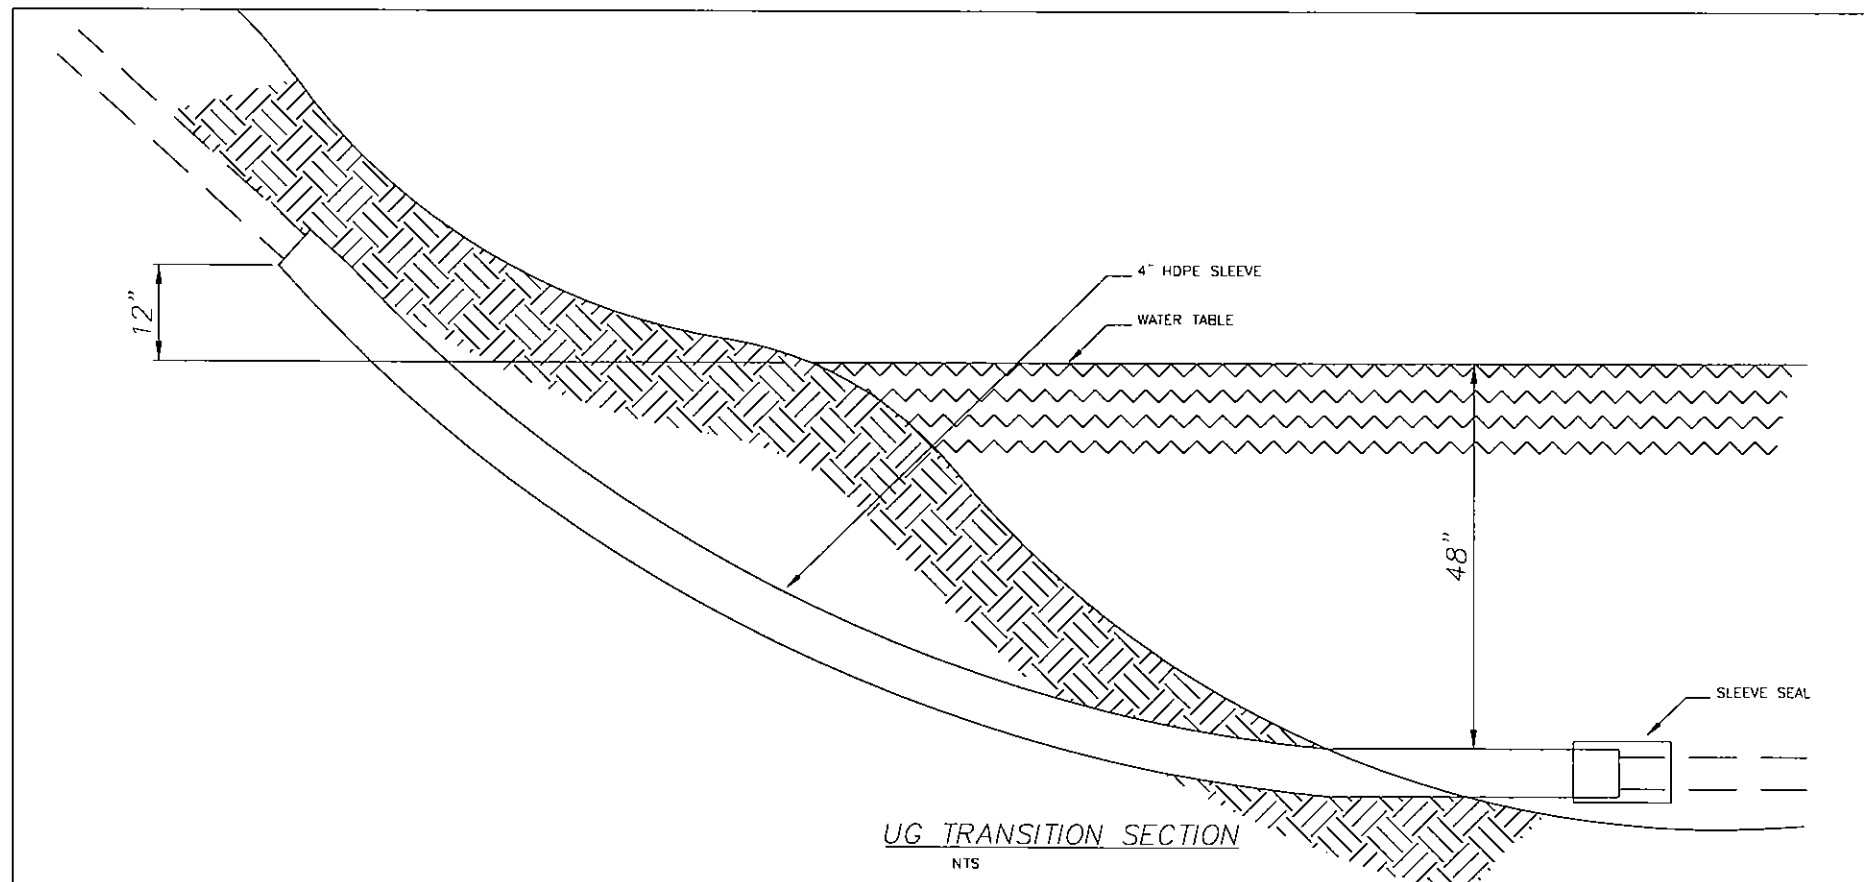 4" HDPE SLEEVE
12"
WATER TABLE
48"
SLEEVE SEAL
UG TRANSITION SECTION
NTS